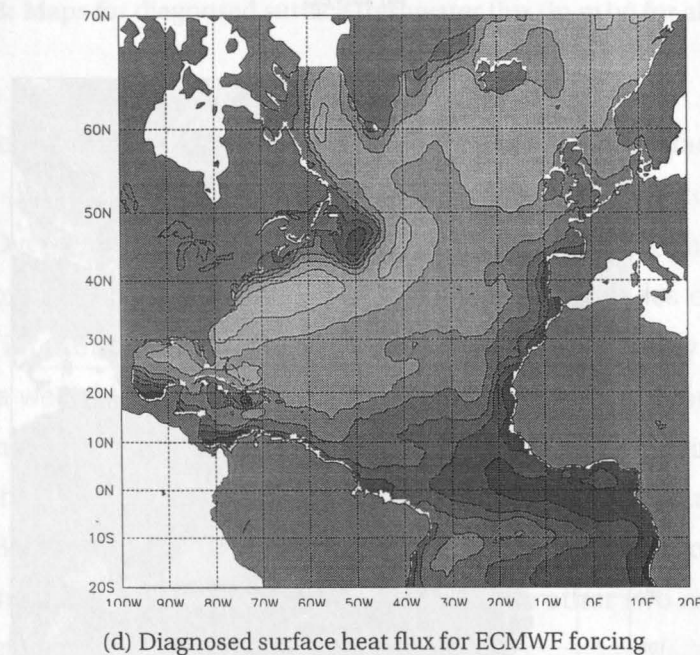 70N
60N
50N
40N
30N
20N
10N
0N
10S
20S
100W 90W 80W 70W 60W 50W 40W 30W 20W 10W 0E 10E 20E
(d) Diagnosed surface heat flux for ECMWF forcing